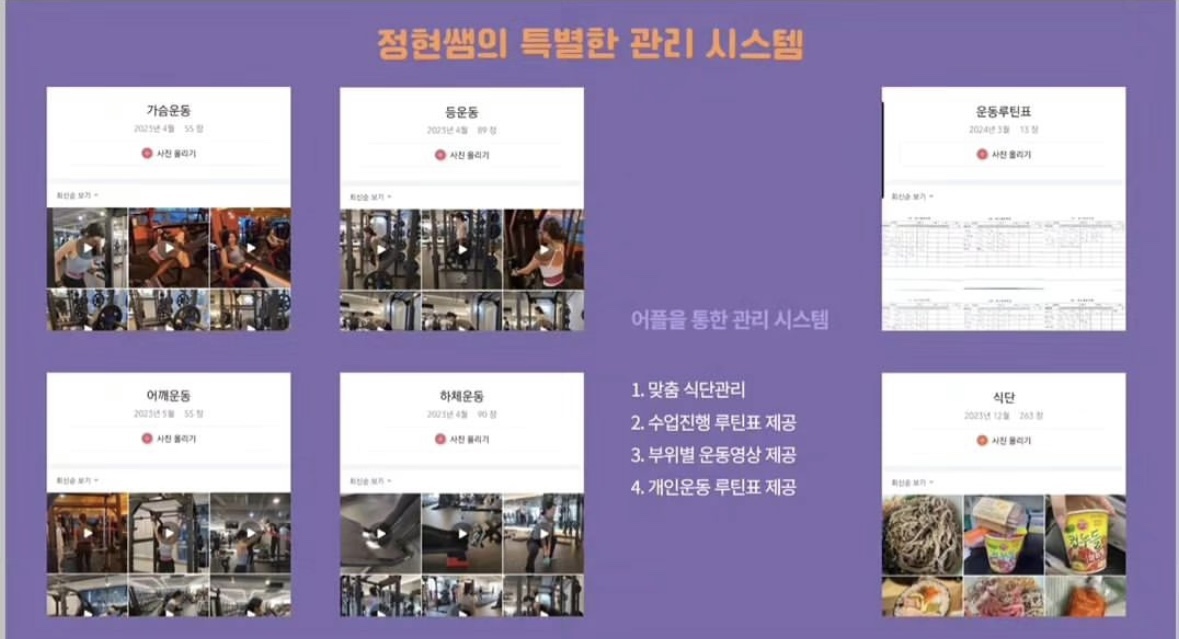 정현쌤의 특별한 관리 시스템
가슴운동
2023년 4월 55 장
사진 올리기
최신순 보기
등운동
2023년 4월 89 장
사진 올리기
최신순 보기
운동루틴표
2024년 3월 13 장
사진 올리기
최신순 보기
어플을 통한 관리 시스템
1. 맞춤 식단관리
2. 수업진행 루틴표 제공
3. 부위별 운동영상 제공
4. 개인운동 루틴표 제공
어깨운동
2023년 5월 55 장
사진 올리기
최신순 보기
하체운동
2023년 4월 90 장
사진 올리기
최신순 보기
식단
2023년 12월 263 장
사진 올리기
최신순 보기
컵누들